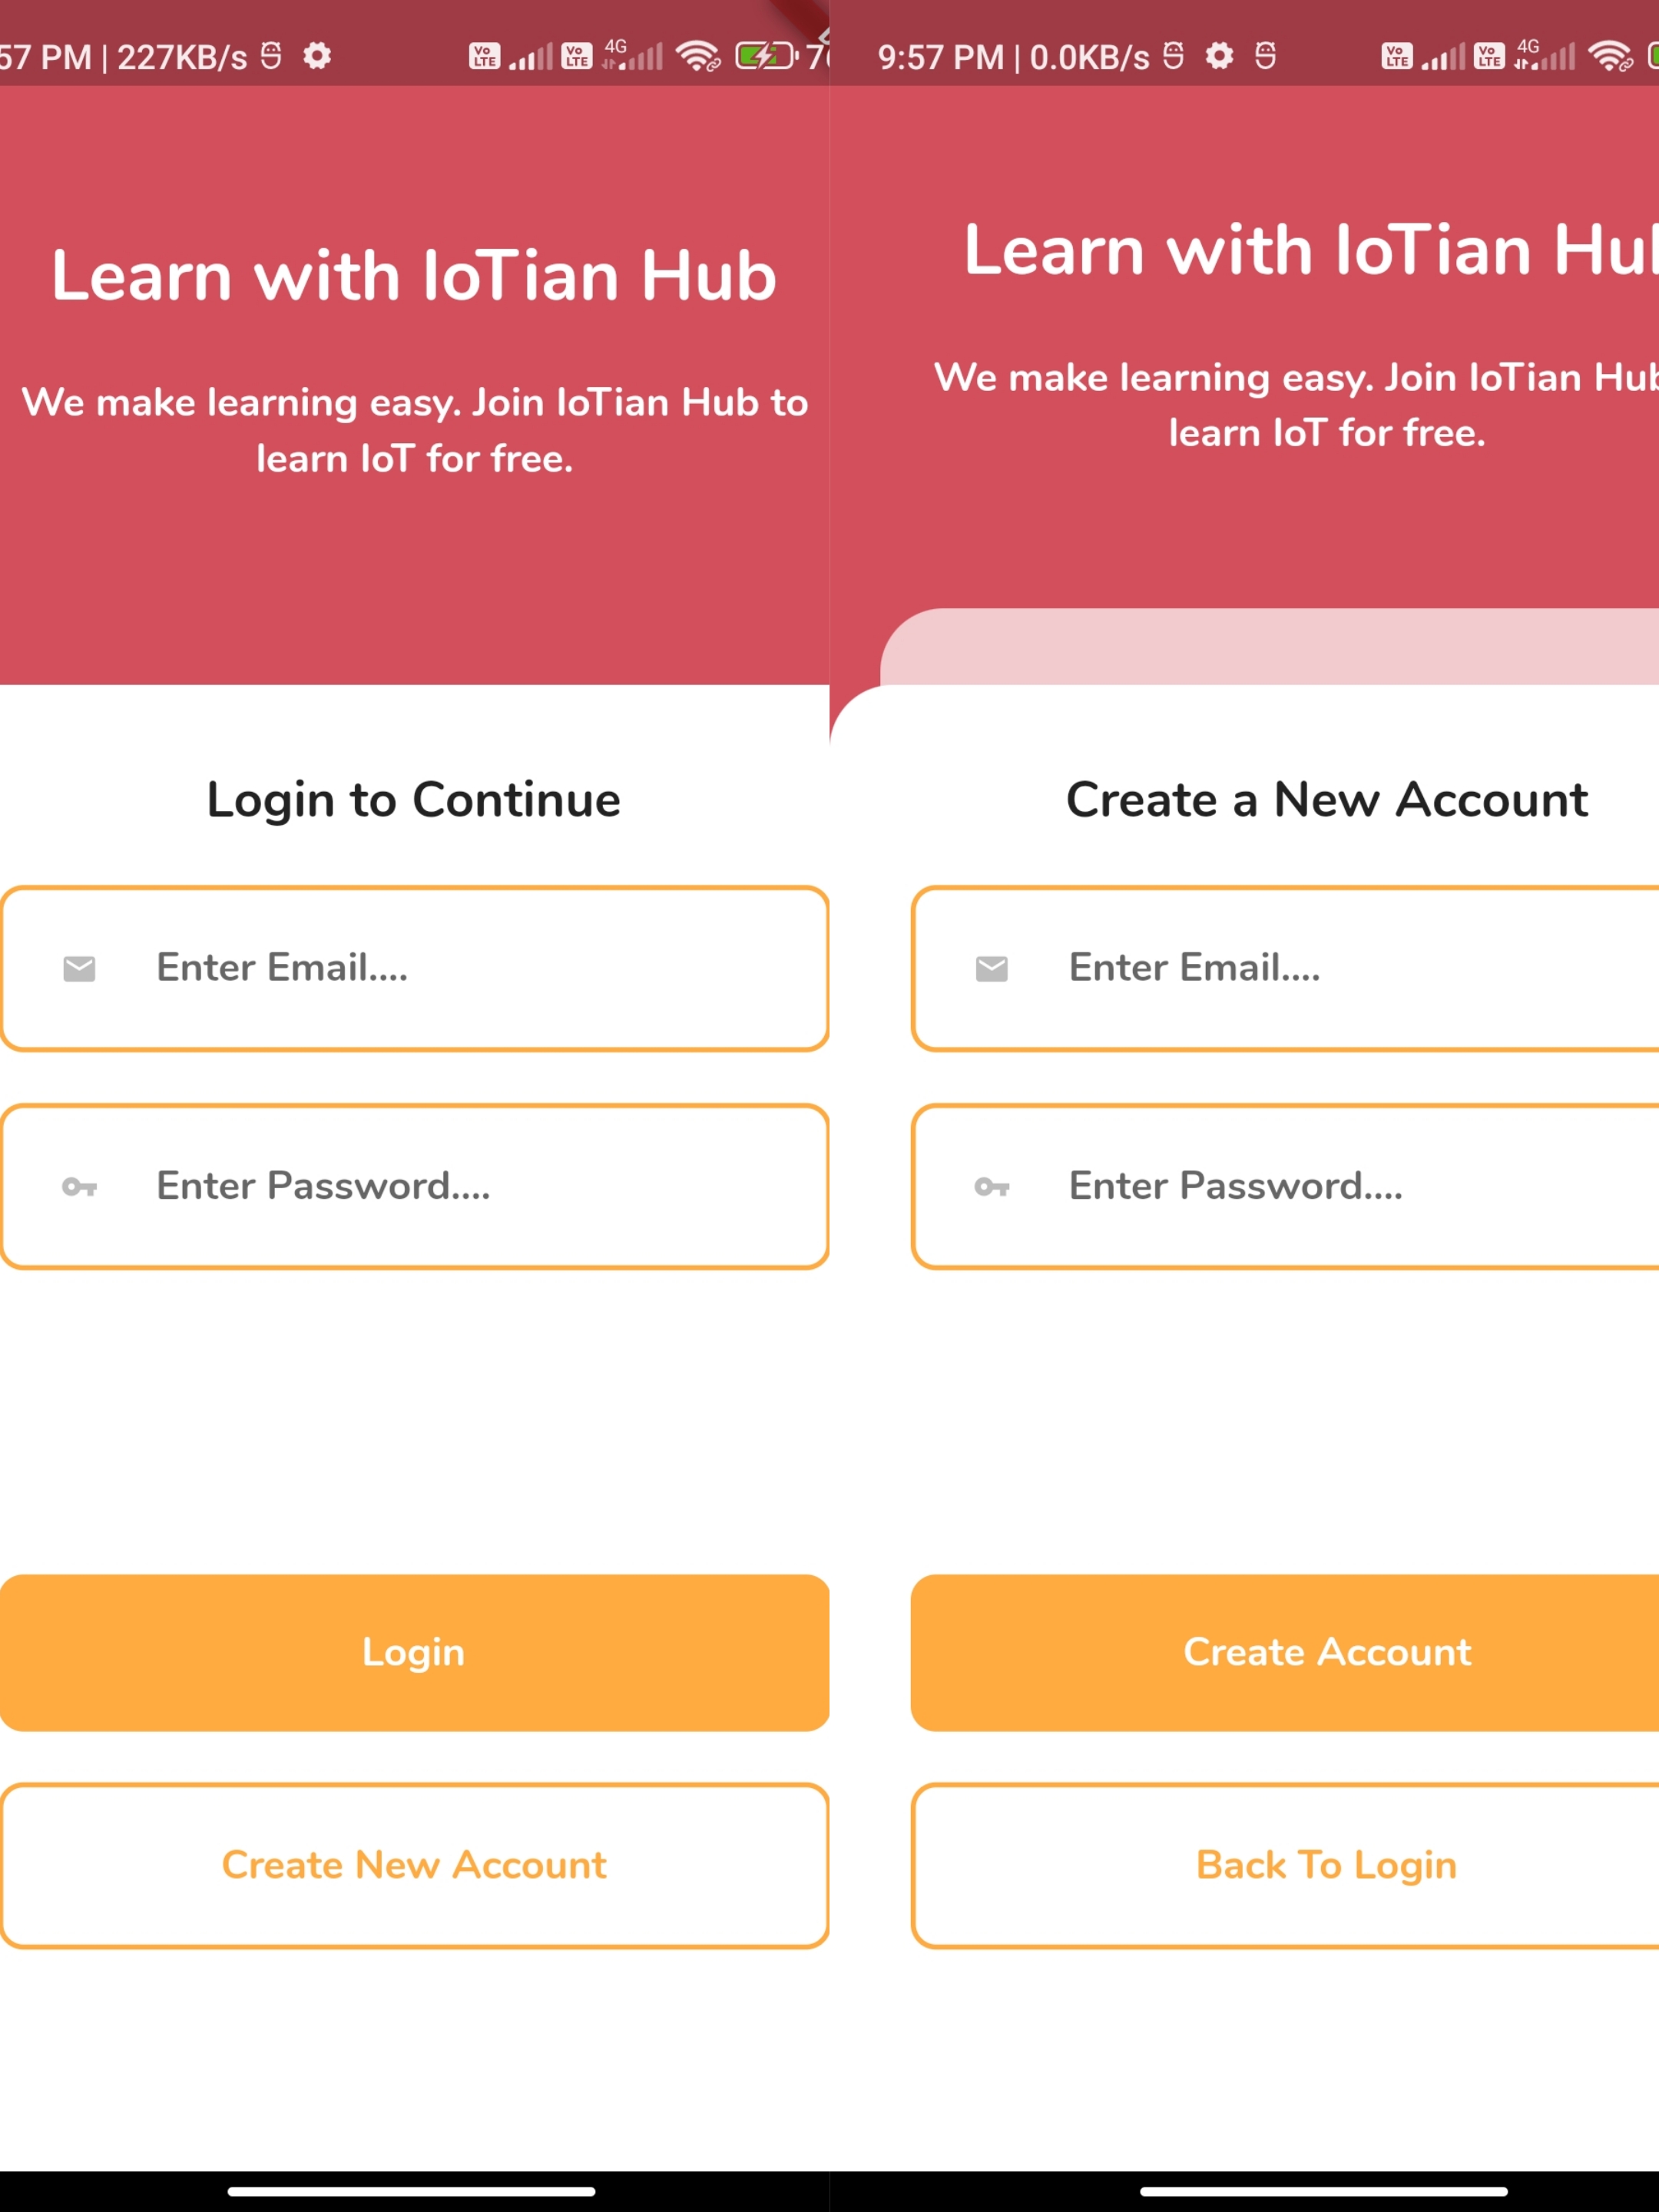 57 PM | 227KB/s
Vo LTE
Vo LTE
4G
Learn with IoTian Hub
We make learning easy. Join IoTian Hub to
learn IoT for free.
Login to Continue
Enter Email....
Enter Password....
Login
Create New Account
9:57 PM | 0.0KB/s
Vo LTE
Vo LTE
4G
Learn with IoTian
We make learning easy. Join IoTian Hub
learn IoT for free.
Create a New Account
Enter Email....
Enter Password....
Create Account
Back To Login